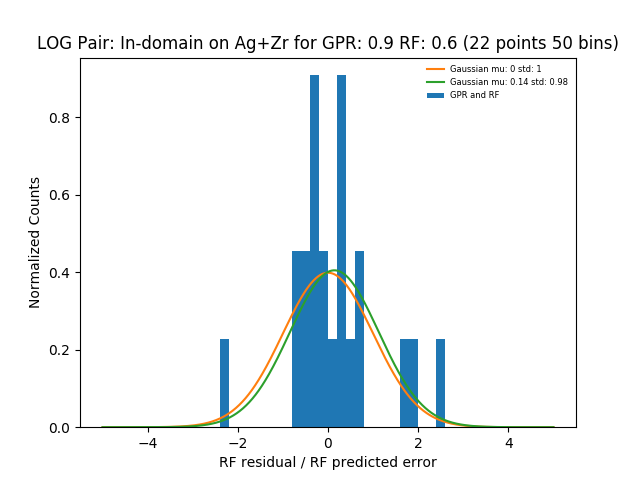 LOG Pair: In-domain on Ag+Zr for GPR: 0.9 RF: 0.6 (22 points 50 bins)
Gaussian mu: 0 std: 1
Gaussian mu: 0.14 std: 0.98
GPR and RF
Normalized Counts
0.8
0.6
0.4
0.2
0.0
−4 −2 0 2 4
RF residual / RF predicted error